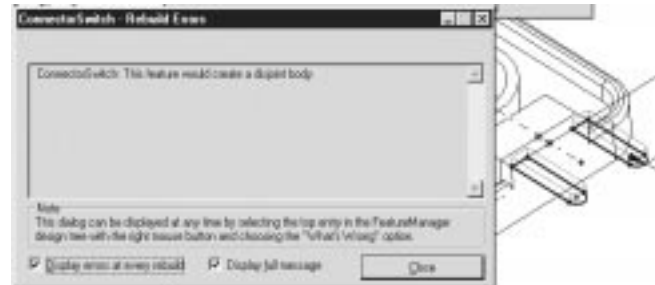 ConnectorSwitch - Rebuild Errors
ConnectorSwitch: This feature would create a disjoint body
Note
This dialog can be displayed at any time by selecting the top entry in the FeatureManager
design tree with the right mouse button and choosing the "What's Wrong" option.
Display errors at every rebuild
Display full message
Close